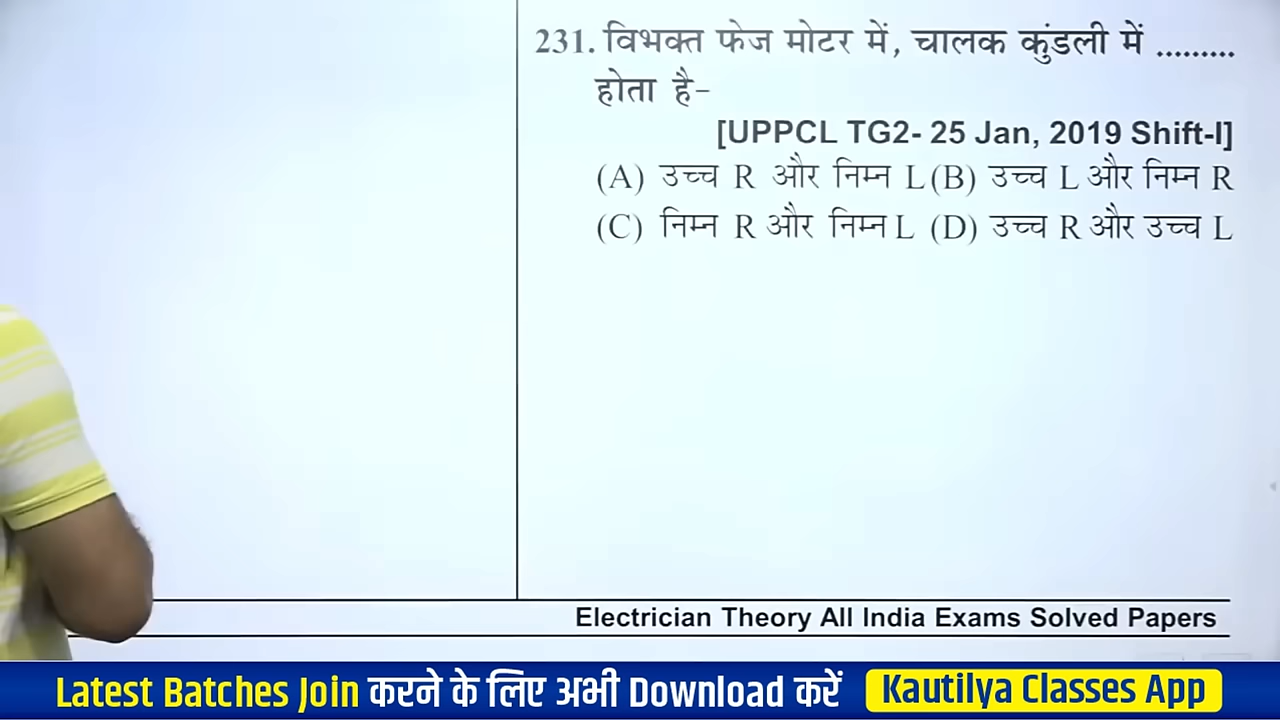 231. विभक्त फेज मोटर में, चालक कुंडली में .........
होता है-
[UPPCL TG2- 25 Jan, 2019 Shift-I]
(A) उच्च R और निम्न L (B) उच्च L और निम्न R
(C) निम्न R और निम्न L (D) उच्च R और उच्च L
Electrician Theory All India Exams Solved Papers
Latest Batches Join करने के लिए अभी Download करें Kautilya Classes App